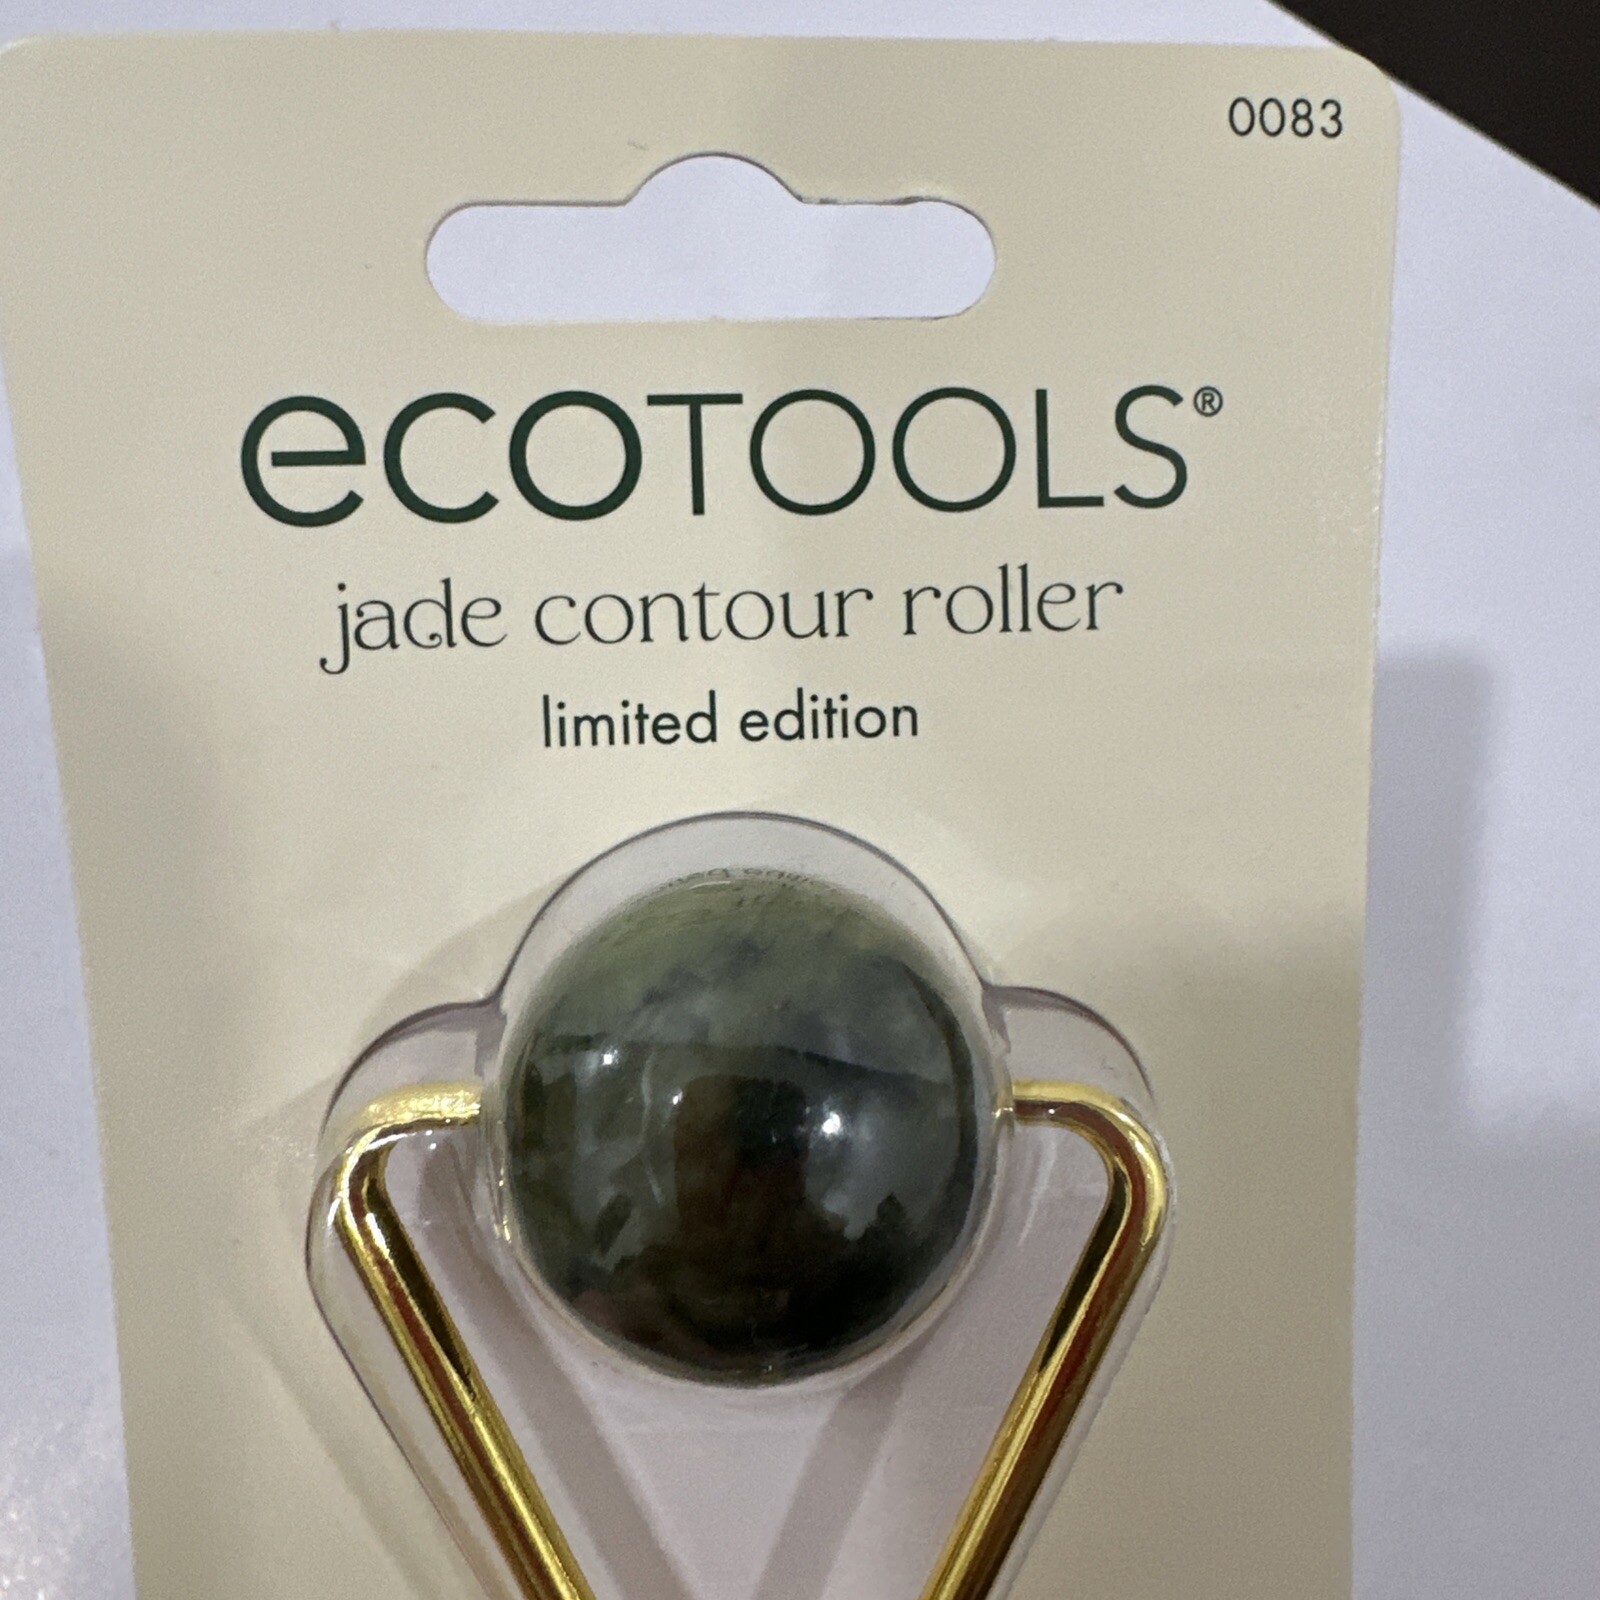 0083
ecoTOOLS®
jade contour roller
limited edition